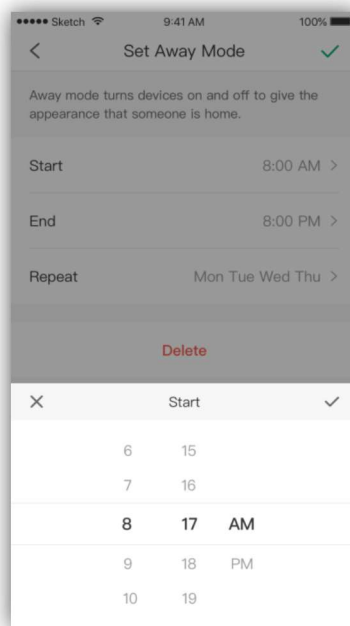 ●●●●● Sketch 9:41 AM 100%
Set Away Mode
Away mode turns devices on and off to give the
appearance that someone is home.
Start 8:00 AM >
End 8:00 PM >
Repeat Mon Tue Wed Thu >
Delete
Start
6 15
7 16
8 17 AM
9 18 PM
10 19